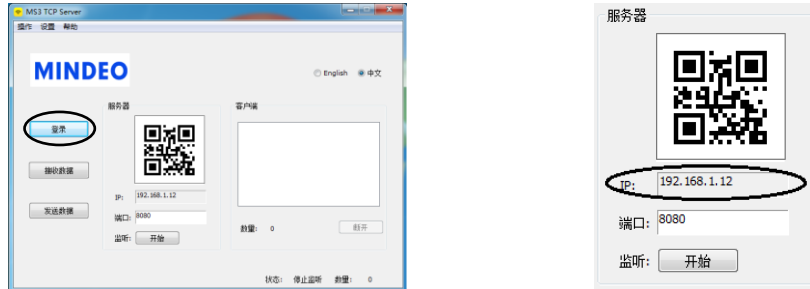 MS3 TCP Server
操作 设置 帮助
MINDEO
English 中文
登录
接收数据
发送数据
服务器
IP: 192.168.1.12
端口: 8080
监听: 开始
客户端
数量: 0 断开
状态: 停止监听 数量: 0
服务器
IP: 192.168.1.12
端口: 8080
监听: 开始